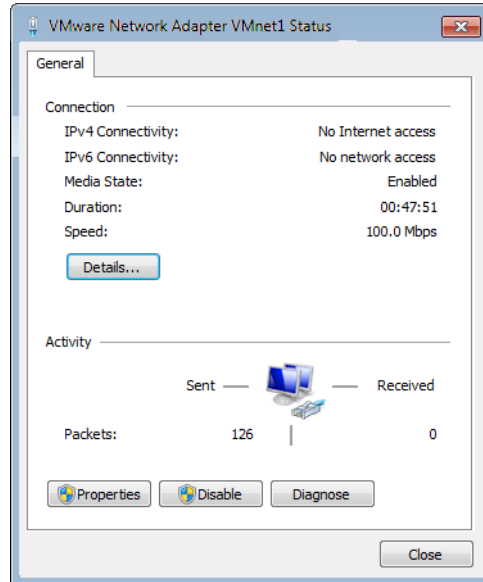 VMware Network Adapter VMnet1 Status
General
Connection
IPv4 Connectivity: No Internet access
IPv6 Connectivity: No network access
Media State: Enabled
Duration: 00:47:51
Speed: 100.0 Mbps
Details...
Activity
Sent Received
Packets: 126 0
Properties Disable Diagnose
Close